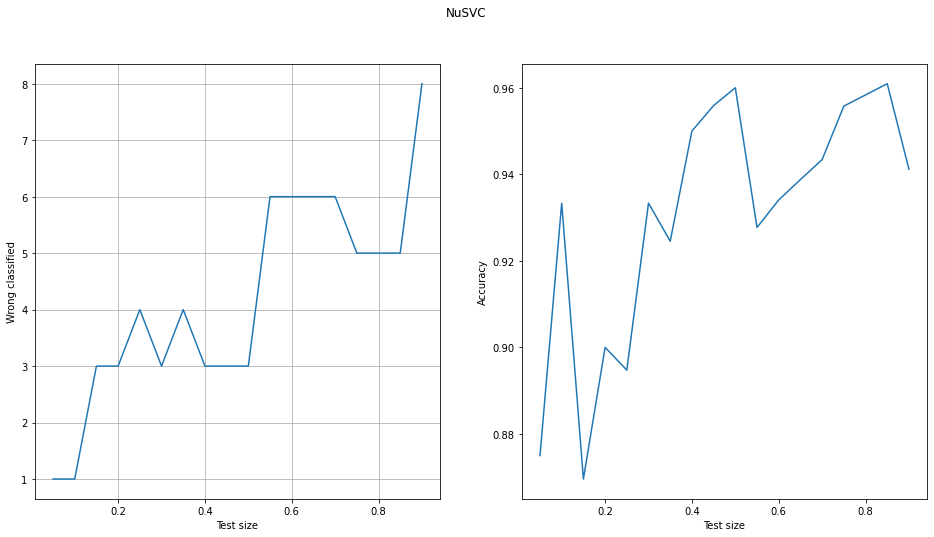 NuSVC
Wrong classified
8
7
6
5
4
3
2
1
0.2 0.4 0.6 0.8
Test size
Accuracy
0.96
0.94
0.92
0.90
0.88
0.2 0.4 0.6 0.8
Test size